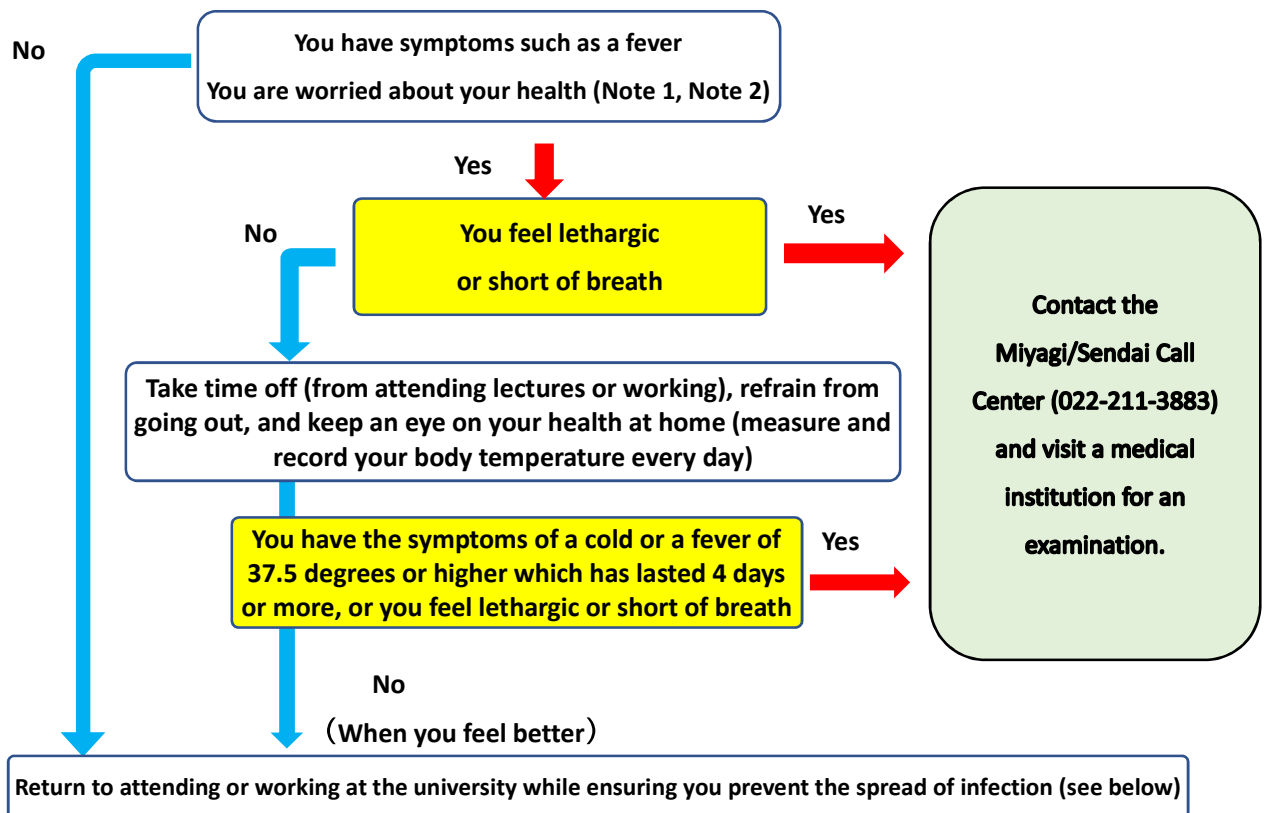 No
You have symptoms such as a fever
You are worried about your health (Note 1, Note 2)
Yes
No
You feel lethargic
or short of breath
Yes
Contact the
Miyagi/Sendai Call
Center (022-211-3883)
and visit a medical
institution for an
examination.
Take time off (from attending lectures or working), refrain from
going out, and keep an eye on your health at home (measure and
record your body temperature every day)
You have the symptoms of a cold or a fever of
37.5 degrees or higher which has lasted 4 days
or more, or you feel lethargic or short of breath
Yes
No
（When you feel better）
Return to attending or working at the university while ensuring you prevent the spread of infection (see below)